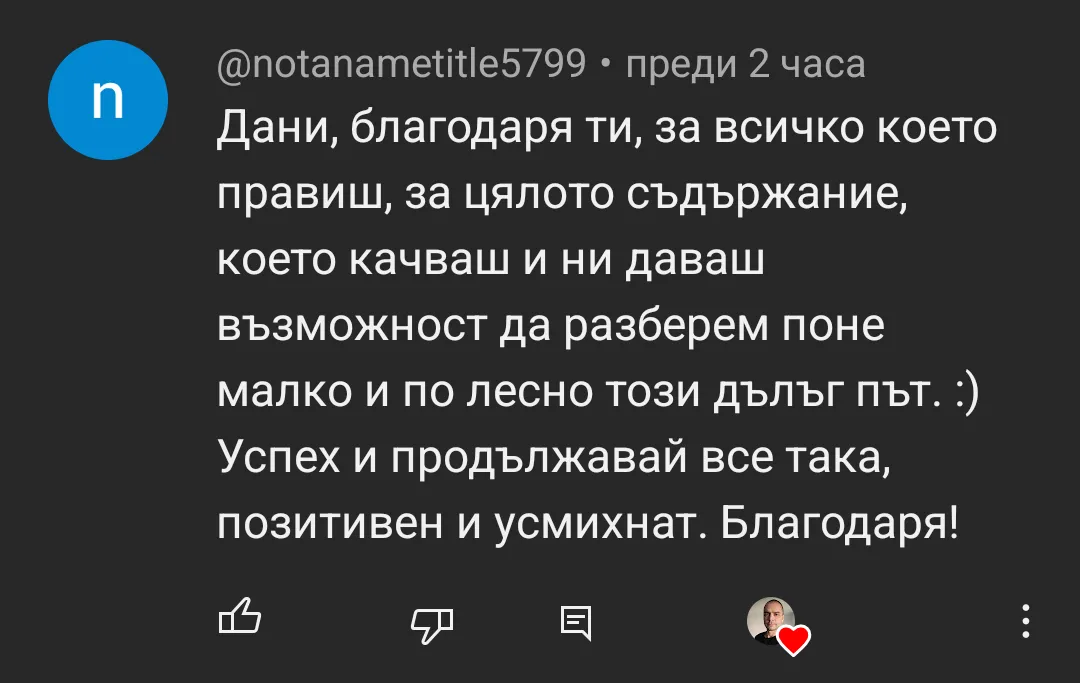 n
@notanametitle5799 • преди 2 часа
Дани, благодаря ти, за всичко което
правиш, за цялото съдържание,
което качваш и ни даваш
възможност да разберем поне
малко и по лесно този дълъг път. :)
Успех и продължавай все така,
позитивен и усмихнат. Благодаря!